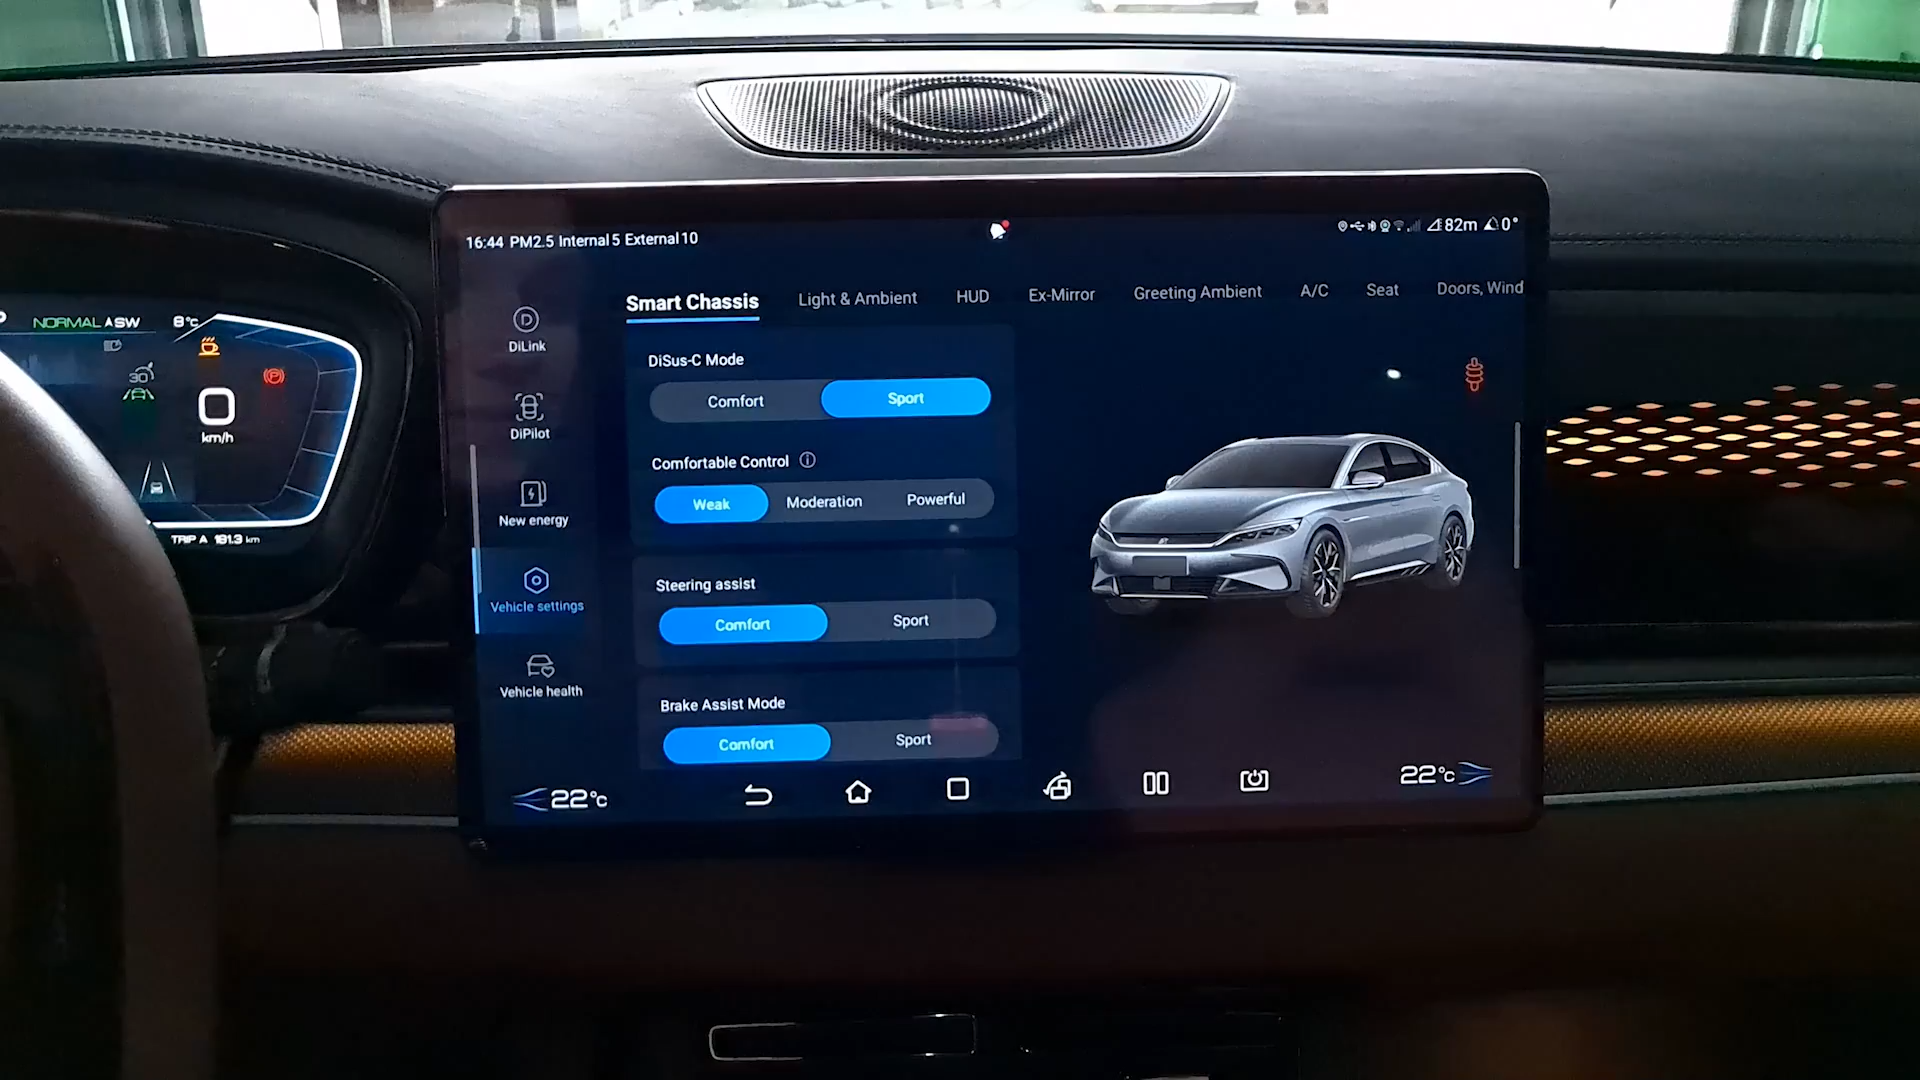 16:44 PM2.5 Internal 5 External 10
82m 0°
Smart Chassis Light & Ambient HUD Ex-Mirror Greeting Ambient A/C Seat Doors, Wind
DiLink
DiPilot
New energy
Vehicle settings
Vehicle health
DiSus-C Mode
Comfort Sport
Comfortable Control
Weak Moderation Powerful
Steering assist
Comfort Sport
Brake Assist Mode
Comfort Sport
22°c
22°c
NORMAL ASW 8°c
30
0
km/h
TRIP A 181.3 km